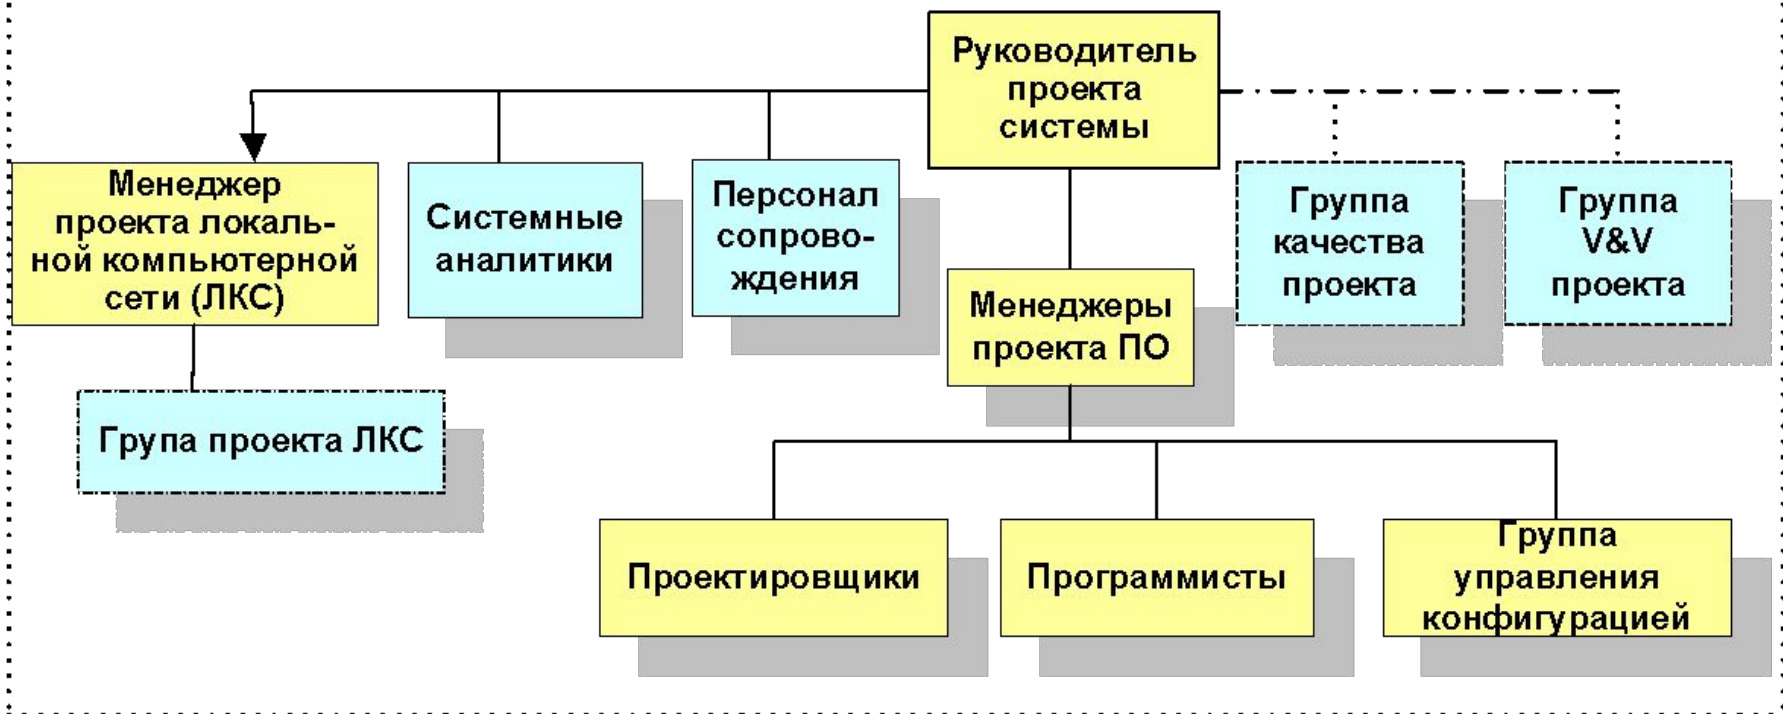 Руководитель
проекта
системы
Менеджер
проекта локаль-
ной компьютерной
сети (ЛКС)
Системные
аналитики
Персонал
сопрово-
ждения
Менеджеры
проекта ПО
Группа
качества
проекта
Группа
V&V
проекта
Група проекта ЛКС
Проектировщики
Программисты
Группа
управления
конфигурацией